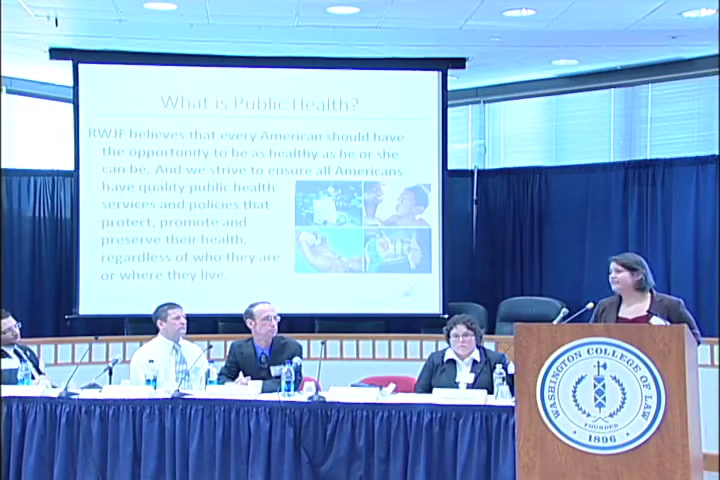 What is Public Health?
RWJF believes that every American should have
the opportunity to be as healthy as he or she
can be. And we strive to ensure all Americans
have quality public health
services and policies that
protect, promote and
preserve their health,
regardless of who they are
or where they live.
WASHINGTON COLLEGE OF LAW
FOUNDED
1896